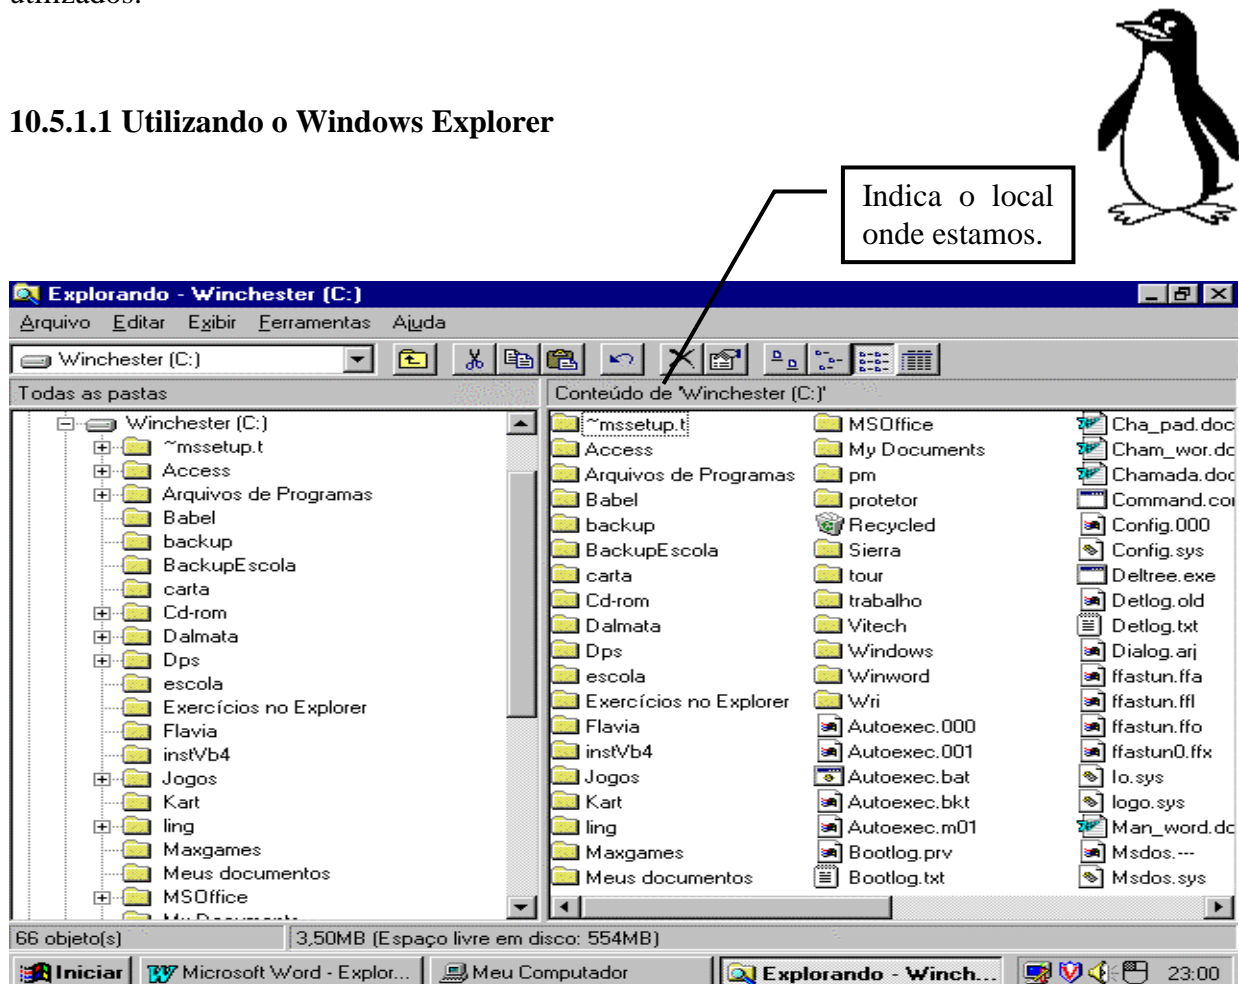 utilizados.
10.5.1.1 Utilizando o Windows Explorer
Indica o local
onde estamos.
Explorando - Winchester (C:)
Arquivo Editar Exibir Ferramentas Ajuda
Winchester (C:)
Todas as pastas
Conteúdo de 'Winchester (C:)'
Winchester (C:)
~mssetup.t
Access
Arquivos de Programas
Babel
backup
BackupEscola
carta
Cd-rom
Dalmata
Dps
escola
Exercícios no Explorer
Flavia
instVb4
Jogos
Kart
ling
Maxgames
Meus documentos
MSOffice
~mssetup.t
Access
Arquivos de Programas
Babel
backup
BackupEscola
carta
Cd-rom
Dalmata
Dps
escola
Exercícios no Explorer
Flavia
instVb4
Jogos
Kart
ling
Maxgames
Meus documentos
MSOffice
My Documents
pm
protetor
Recycled
Sierra
tour
trabalho
Vitech
Windows
Winword
Wri
Autoexec.000
Autoexec.001
Autoexec.bat
Autoexec.bkt
Autoexec.m01
Bootlog.prv
Bootlog.txt
Cha_pad.doc
Cham_wor.dc
Chamada.doc
Command.co
Config.000
Config.sys
Deltree.exe
Detlog.old
Detlog.txt
Dialog.arj
ffastun.ffa
ffastun.ffl
ffastun.ffo
ffastun0.ffx
Io.sys
logo.sys
Man_word.dc
Msdos.---
Msdos.sys
66 objeto(s)
3,50MB (Espaço livre em disco: 554MB)
Iniciar
Microsoft Word - Explor...
Meu Computador
Explorando - Winch...
23:00